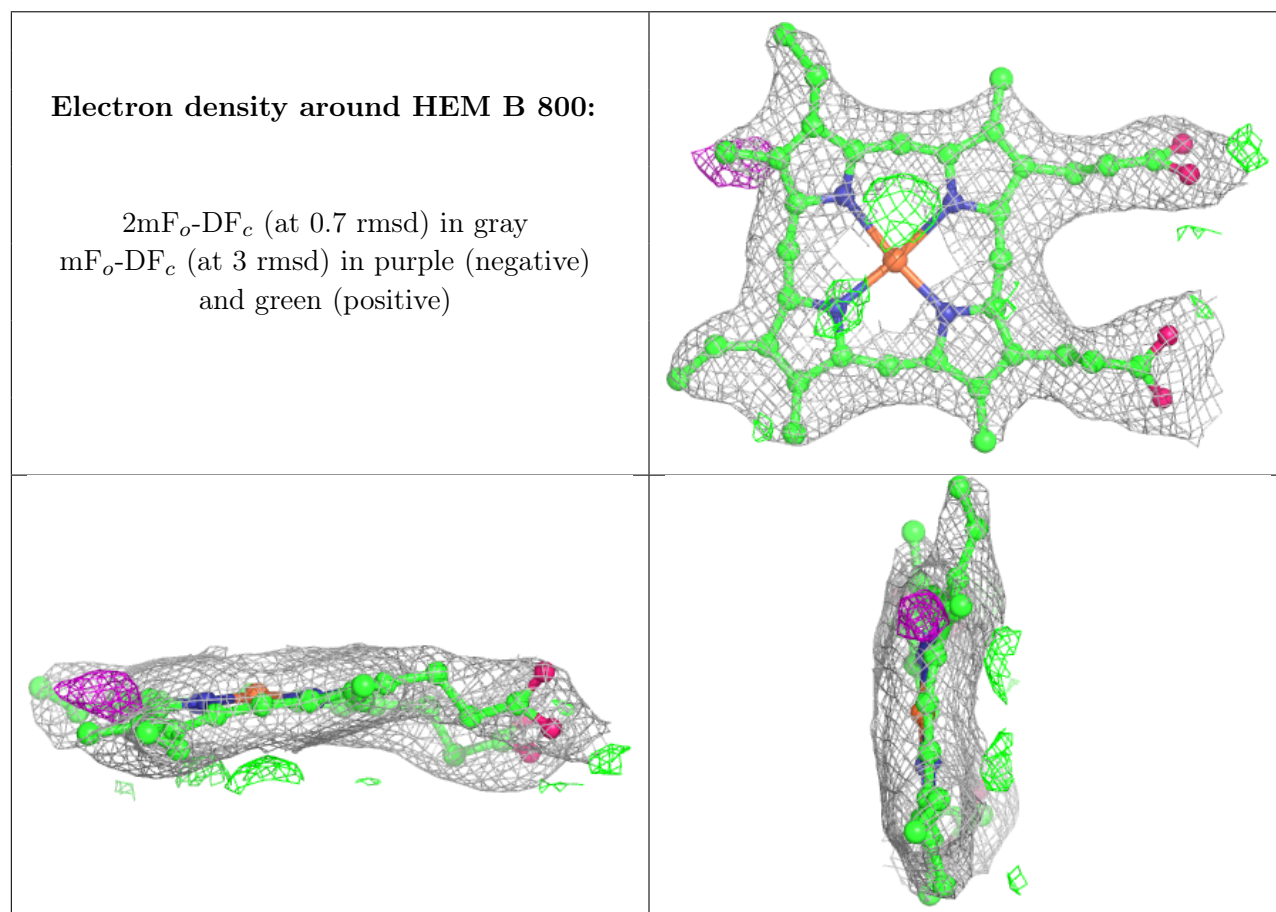 Electron density around HEM B 800:
2mFo-DFc (at 0.7 rmsd) in gray
mFo-DFc (at 3 rmsd) in purple (negative)
and green (positive)